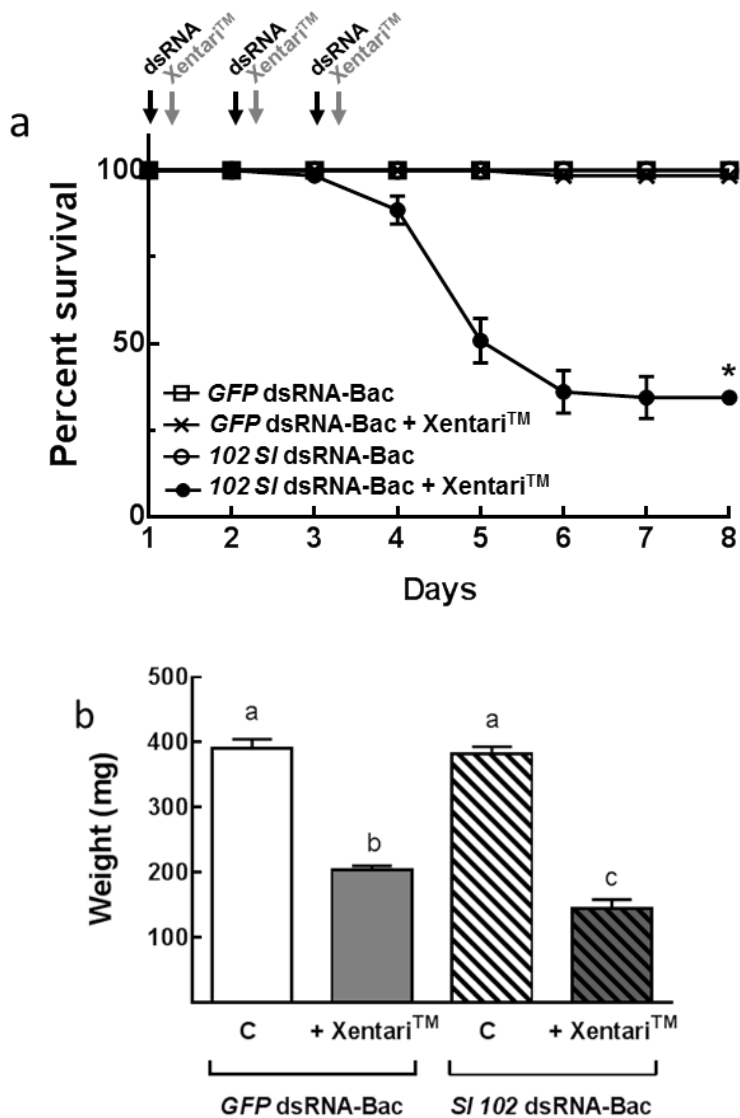 dsRNA Xentari™ dsRNA Xentari™ dsRNA Xentari™
a
100
50
0
Percent survival
GFP dsRNA-Bac
GFP dsRNA-Bac + Xentari™
102 Sl dsRNA-Bac
102 Sl dsRNA-Bac + Xentari™
*
1 2 3 4 5 6 7 8
Days
b
500
400
300
200
100
Weight (mg)
a b a c
C + Xentari™ C + Xentari™
GFP dsRNA-Bac Sl 102 dsRNA-Bac